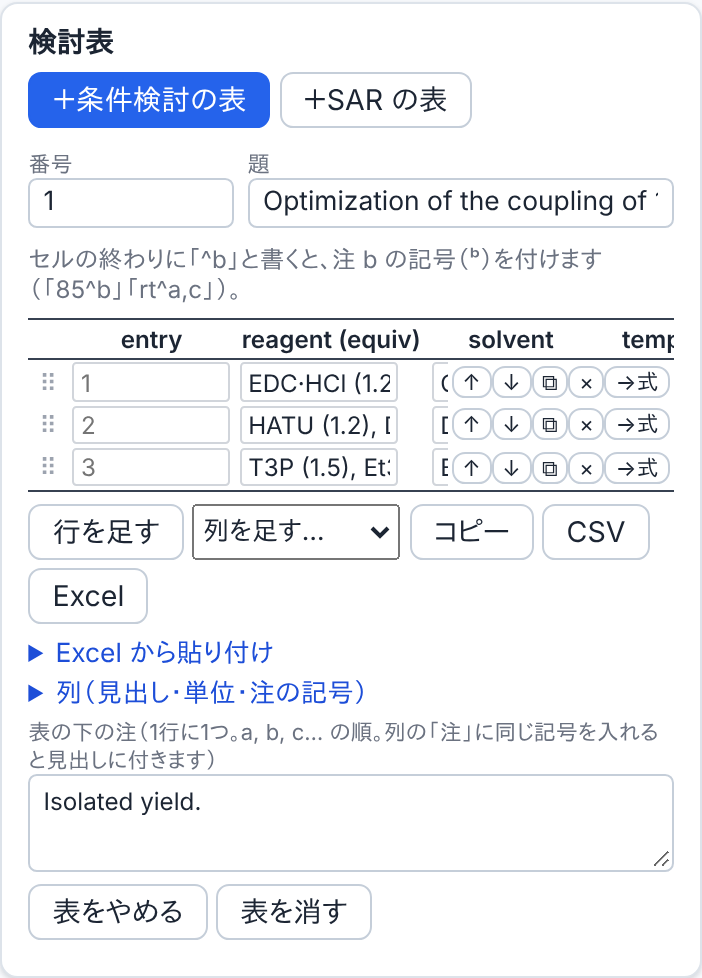 検討表
＋条件検討の表 ＋SAR の表
番号 題
1 Optimization of the coupling of
セルの終わりに「^b」と書くと、注 b の記号（ᵇ）を付けます
（「85^b」「rt^a,c」）。
entry reagent (equiv) solvent temp
1 EDC·HCl (1.2 ↑ ↓ ⧉ × →式
2 HATU (1.2), ↑ ↓ ⧉ × →式
3 T3P (1.5), Et ↑ ↓ ⧉ × →式
行を足す 列を足す... コピー CSV
Excel
▶ Excel から貼り付け
▶ 列（見出し・単位・注の記号）
表の下の注（1行に1つ。a, b, c... の順。列の「注」に同じ記号を入れる
と見出しに付きます）
Isolated yield.
表をやめる 表を消す